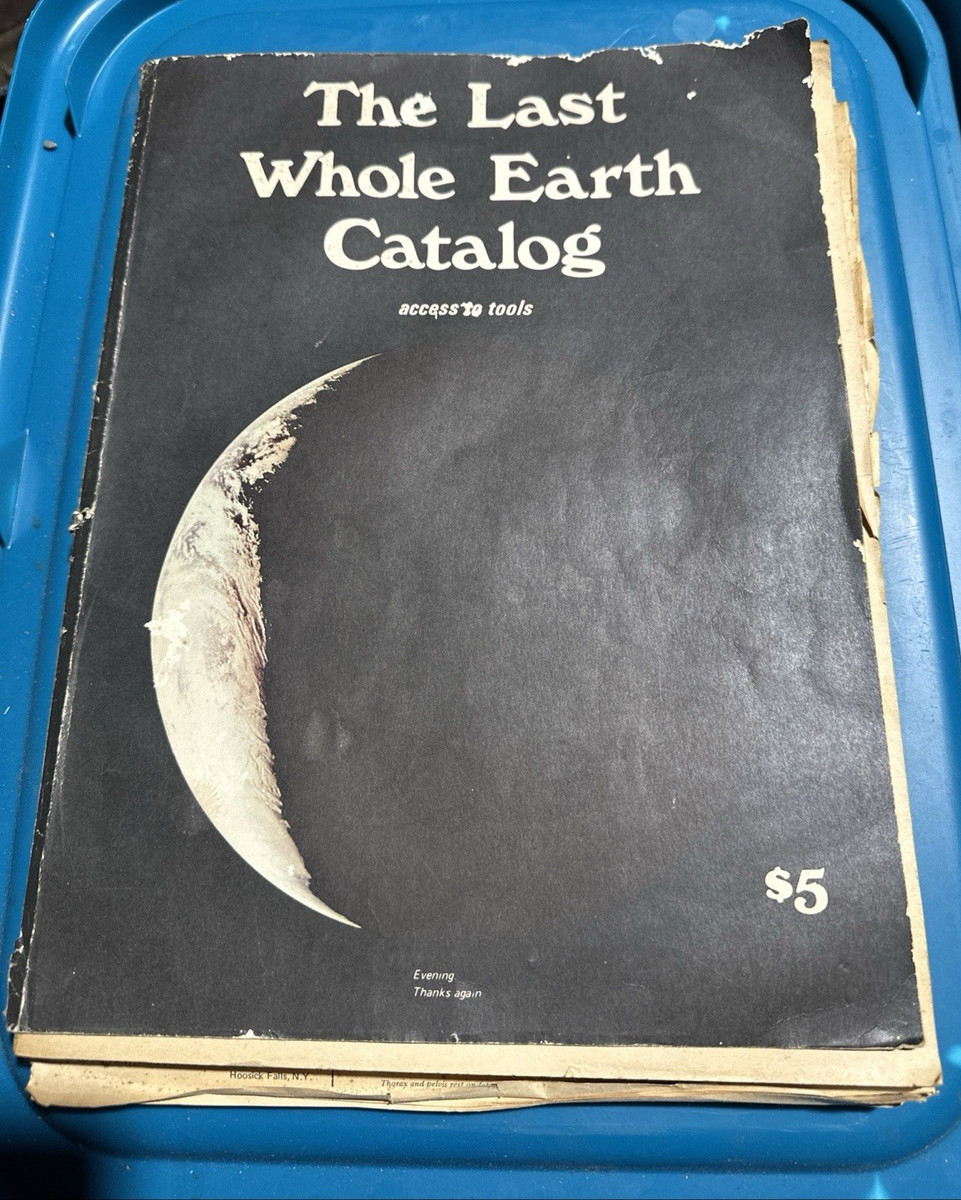 The Last
Whole Earth
Catalog
access to tools
$5
Evening
Thanks again
Hoosick Falls, N.Y.
Thorax and pelvis rest on